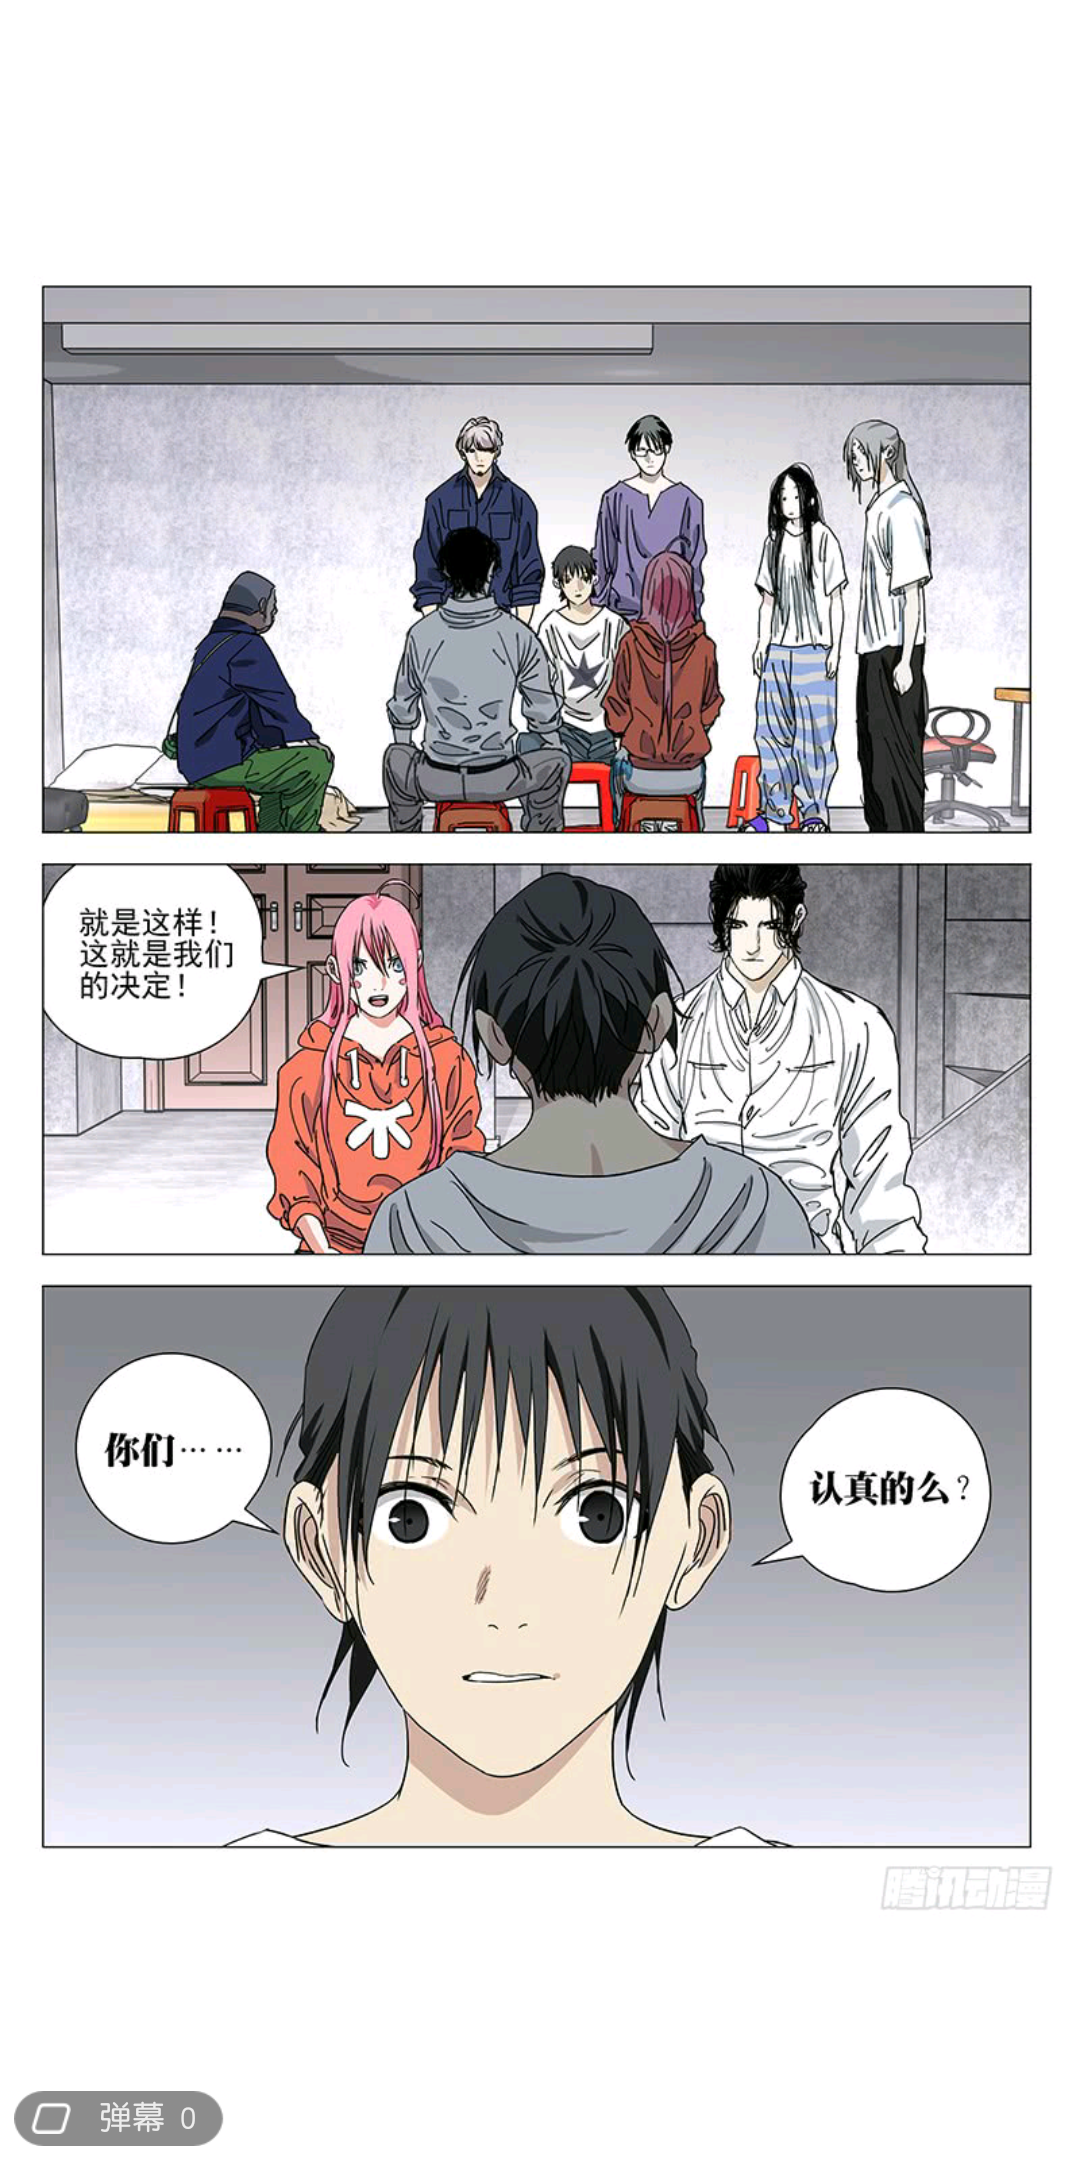 就是这样！
这就是我们
的决定！
你们……
认真的么？
腾讯动漫
弹幕 0